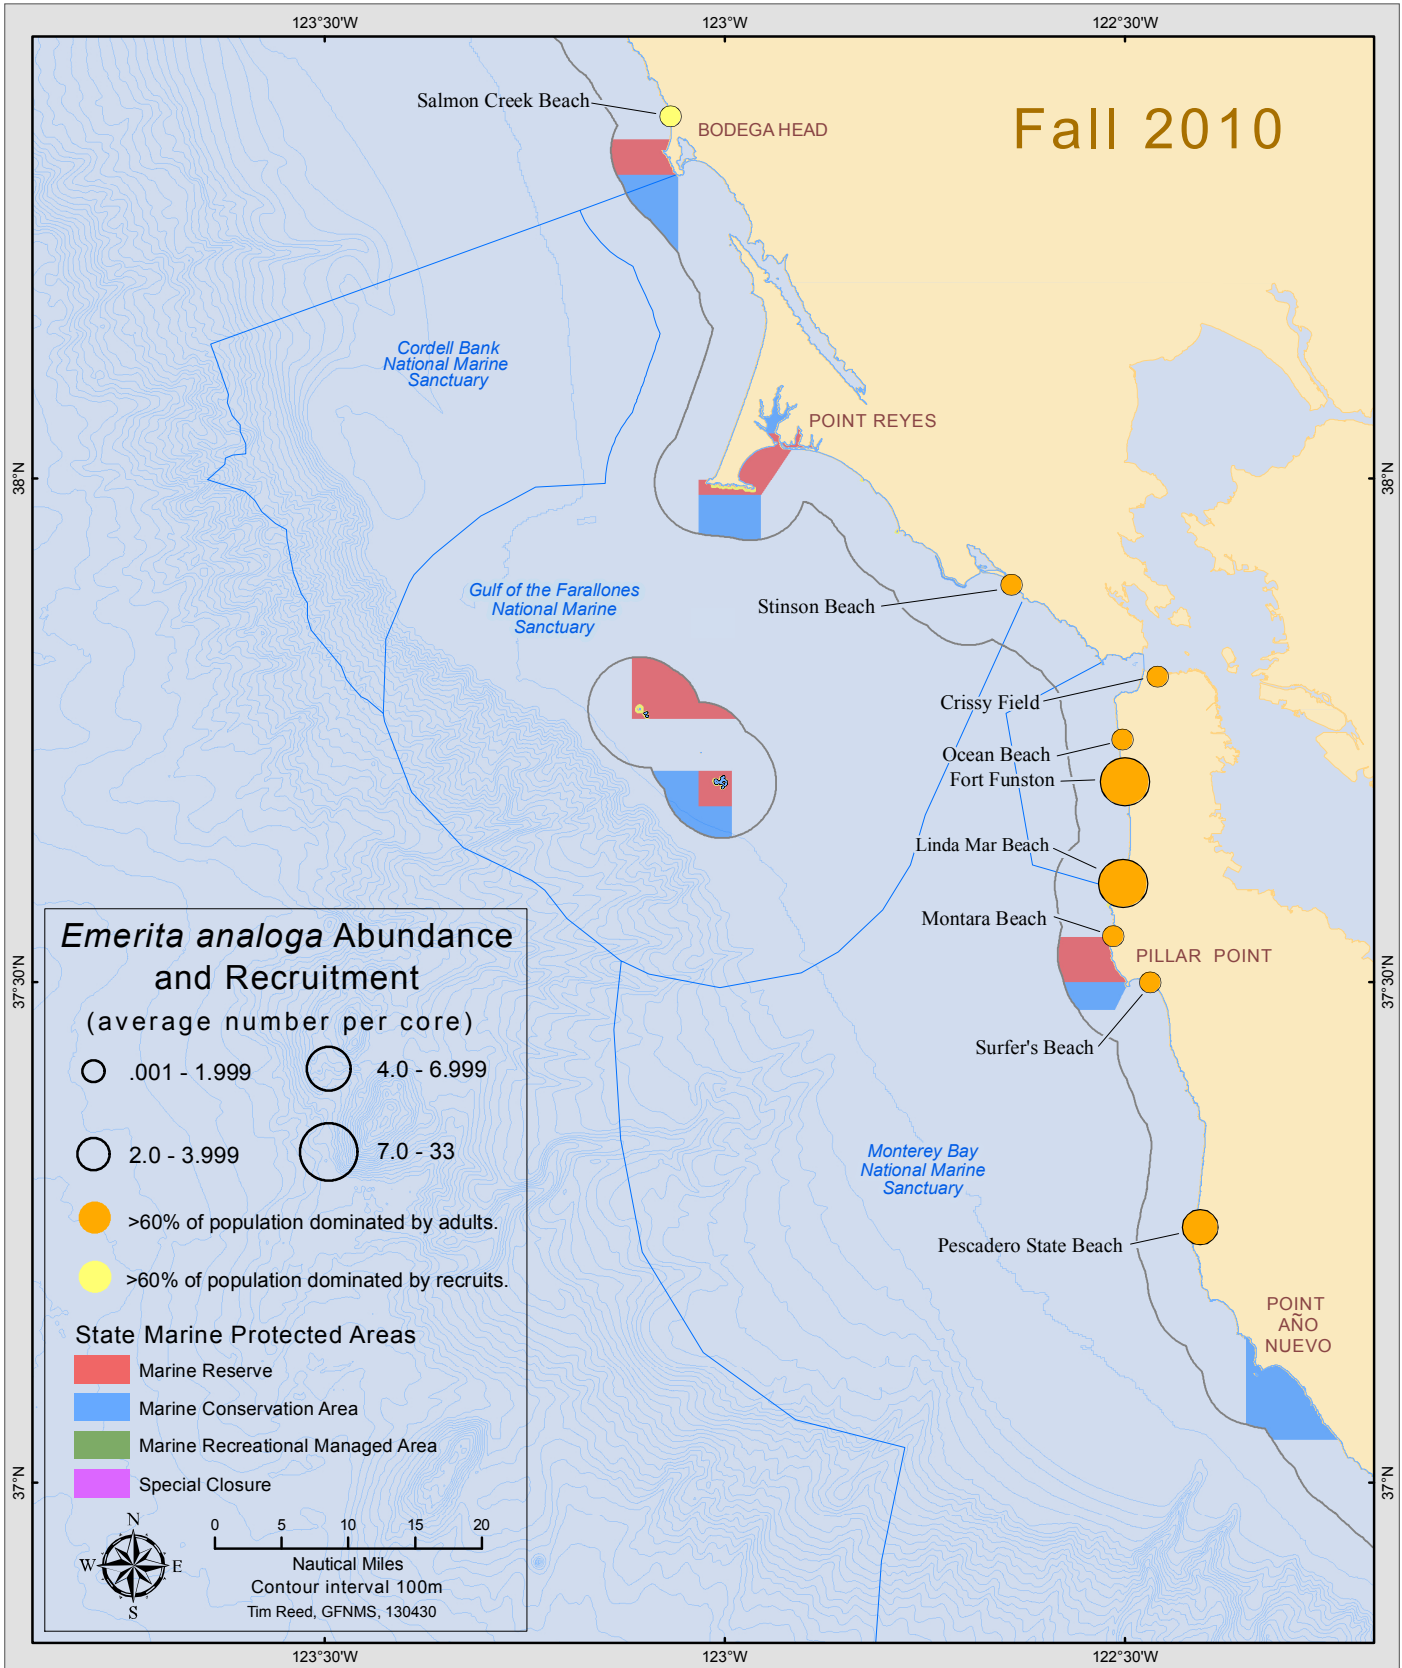 123°30'W
123°W
122°30'W
Salmon Creek Beach
BODEGA HEAD
Fall 2010
Cordell Bank
National Marine
Sanctuary
POINT REYES
38°N
38°N
Gulf of the Farallones
National Marine
Sanctuary
Stinson Beach
Crissy Field
Ocean Beach
Fort Funston
Linda Mar Beach
Montara Beach
PILLAR POINT
37°30'N
37°30'N
Surfer's Beach
Monterey Bay
National Marine
Sanctuary
Pescadero State Beach
POINT
AÑO
NUEVO
37°N
37°N
Emerita analoga Abundance
and Recruitment
(average number per core)
.001 - 1.999
4.0 - 6.999
2.0 - 3.999
7.0 - 33
>60% of population dominated by adults.
>60% of population dominated by recruits.
State Marine Protected Areas
Marine Reserve
Marine Conservation Area
Marine Recreational Managed Area
Special Closure
N
W
E
S
0 5 10 15 20
Nautical Miles
Contour interval 100m
Tim Reed, GFNMS, 130430
123°30'W
123°W
122°30'W